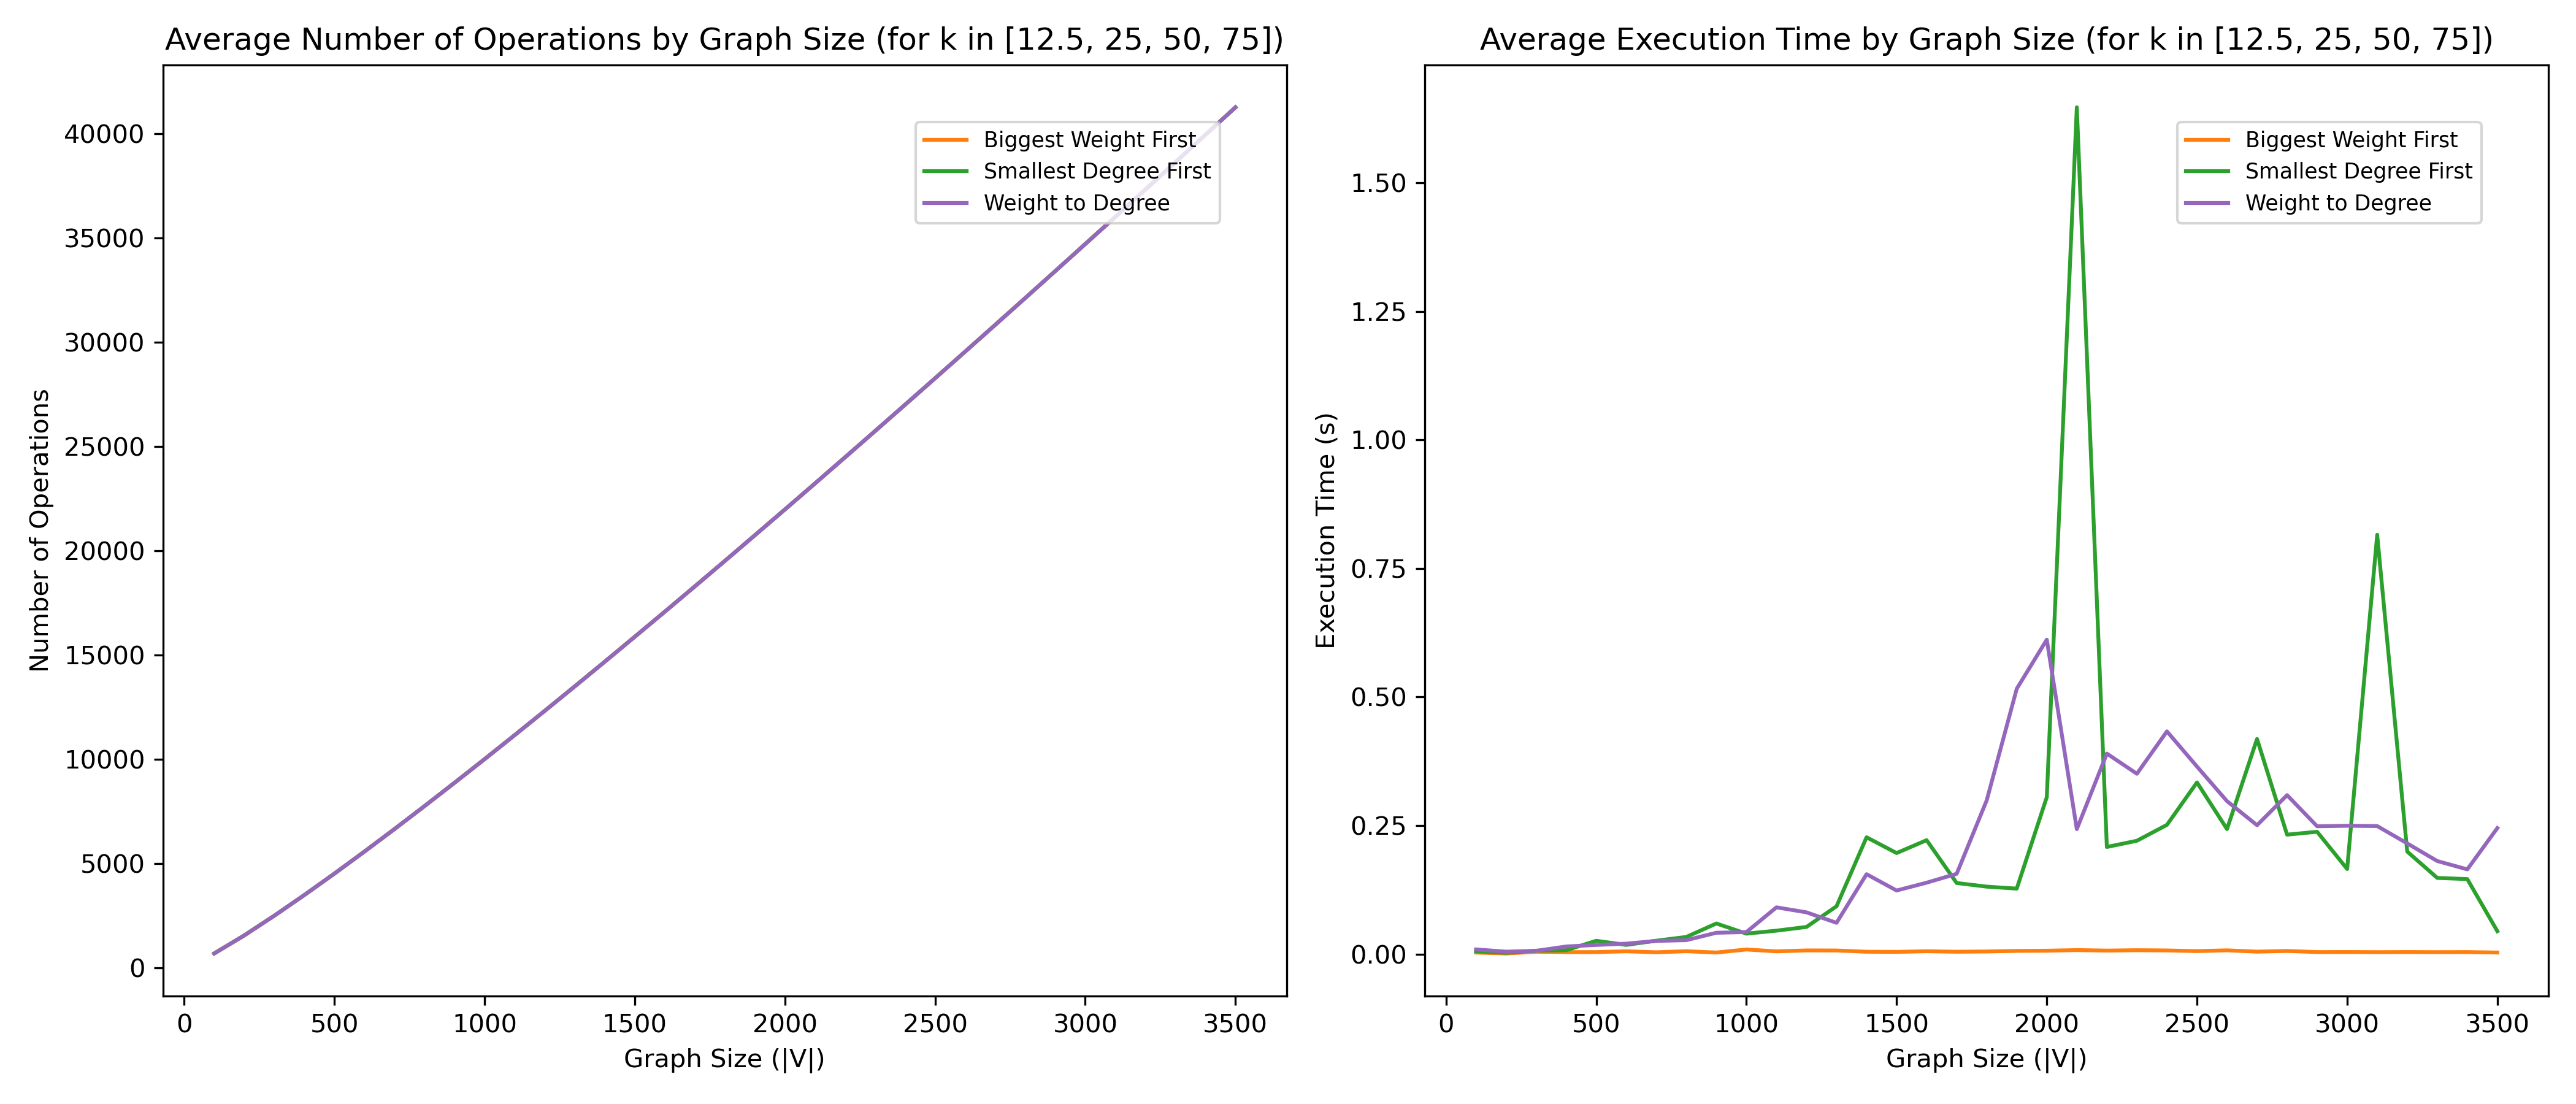 Average Number of Operations by Graph Size (for k in [12.5, 25, 50, 75])
Number of Operations
40000
35000
30000
25000
20000
15000
10000
5000
0
Biggest Weight First
Smallest Degree First
Weight to Degree
0
500
1000
1500
2000
2500
3000
3500
Graph Size (|V|)
Average Execution Time by Graph Size (for k in [12.5, 25, 50, 75])
Execution Time (s)
1.50
1.25
1.00
0.75
0.50
0.25
0.00
Biggest Weight First
Smallest Degree First
Weight to Degree
0
500
1000
1500
2000
2500
3000
3500
Graph Size (|V|)